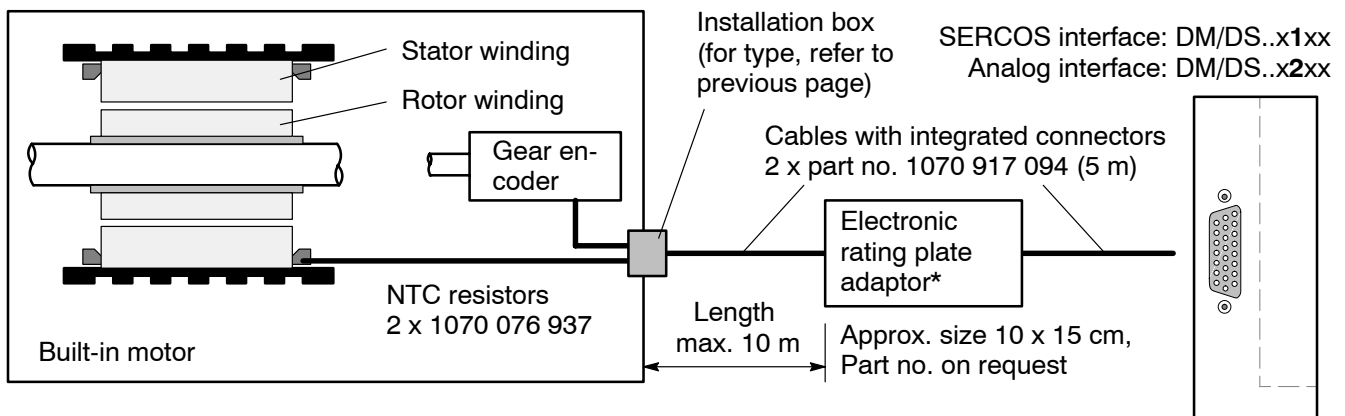 Stator winding
Rotor winding
Gear en-
coder
NTC resistors
2 x 1070 076 937
Built-in motor
Installation box
(for type, refer to
previous page)
SERCOS interface: DM/DS..x1xx
Analog interface: DM/DS..x2xx
Cables with integrated connectors
2 x part no. 1070 917 094 (5 m)
Electronic
rating plate
adaptor*
Length
max. 10 m
Approx. size 10 x 15 cm,
Part no. on request